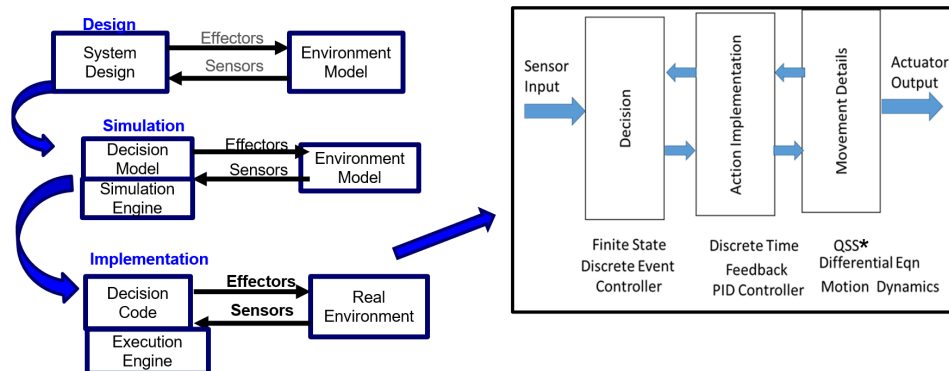 Design
System
Design
Effectors
Sensors
Environment
Model
Simulation
Decision
Model
Simulation
Engine
Effectors
Sensors
Environment
Model
Implementation
Decision
Code
Execution
Engine
Effectors
Sensors
Real
Environment
Sensor
Input
Decision
Action Implementation
Movement Details
Actuator
Output
Finite State
Discrete Event
Controller
Discrete Time
Feedback
PID Controller
QSS*
Differential Eqn
Motion Dynamics